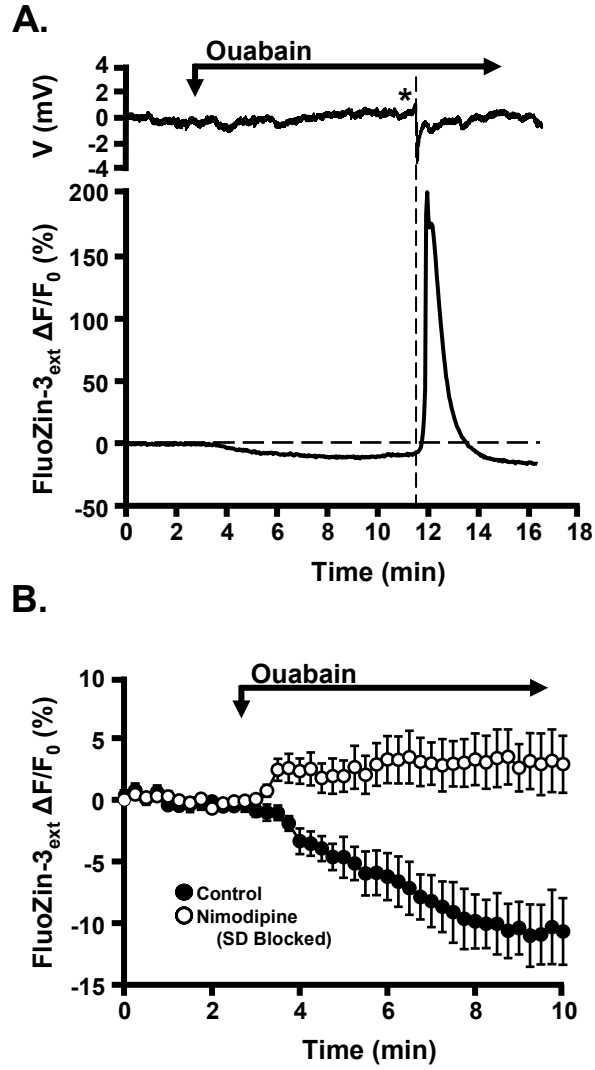 A.
Ouabain
4
2
0
-2
-4
V (mV)
*
200
150
100
50
0
-50
FluoZin-3ext ΔF/F0 (%)
0 2 4 6 8 10 12 14 16 18
Time (min)
B.
Ouabain
10
5
0
-5
-10
-15
FluoZin-3ext ΔF/F0 (%)
Control
Nimodipine
(SD Blocked)
0 2 4 6 8 10
Time (min)